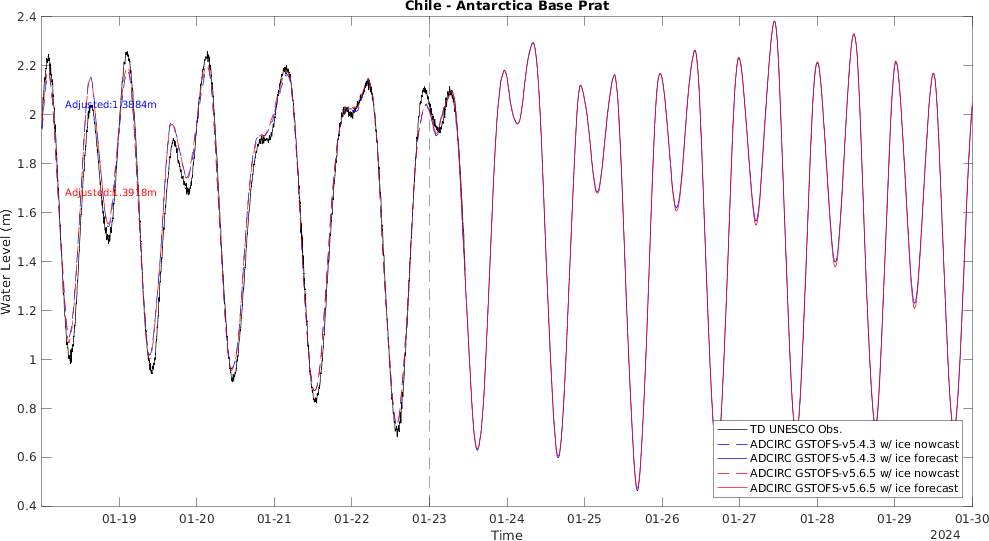 Chile - Antarctica Base Prat
2.4
2.2
2
1.8
1.6
1.4
1.2
1
0.8
0.6
0.4
Water Level (m)
Adjusted:1.3884m
Adjusted:1.3918m
TD UNESCO Obs.
ADCIRC GSTOFS-v5.4.3 w/ ice nowcast
ADCIRC GSTOFS-v5.4.3 w/ ice forecast
ADCIRC GSTOFS-v5.6.5 w/ ice nowcast
ADCIRC GSTOFS-v5.6.5 w/ ice forecast
01-19 01-20 01-21 01-22 01-23 01-24 01-25 01-26 01-27 01-28 01-29 01-30
Time
2024